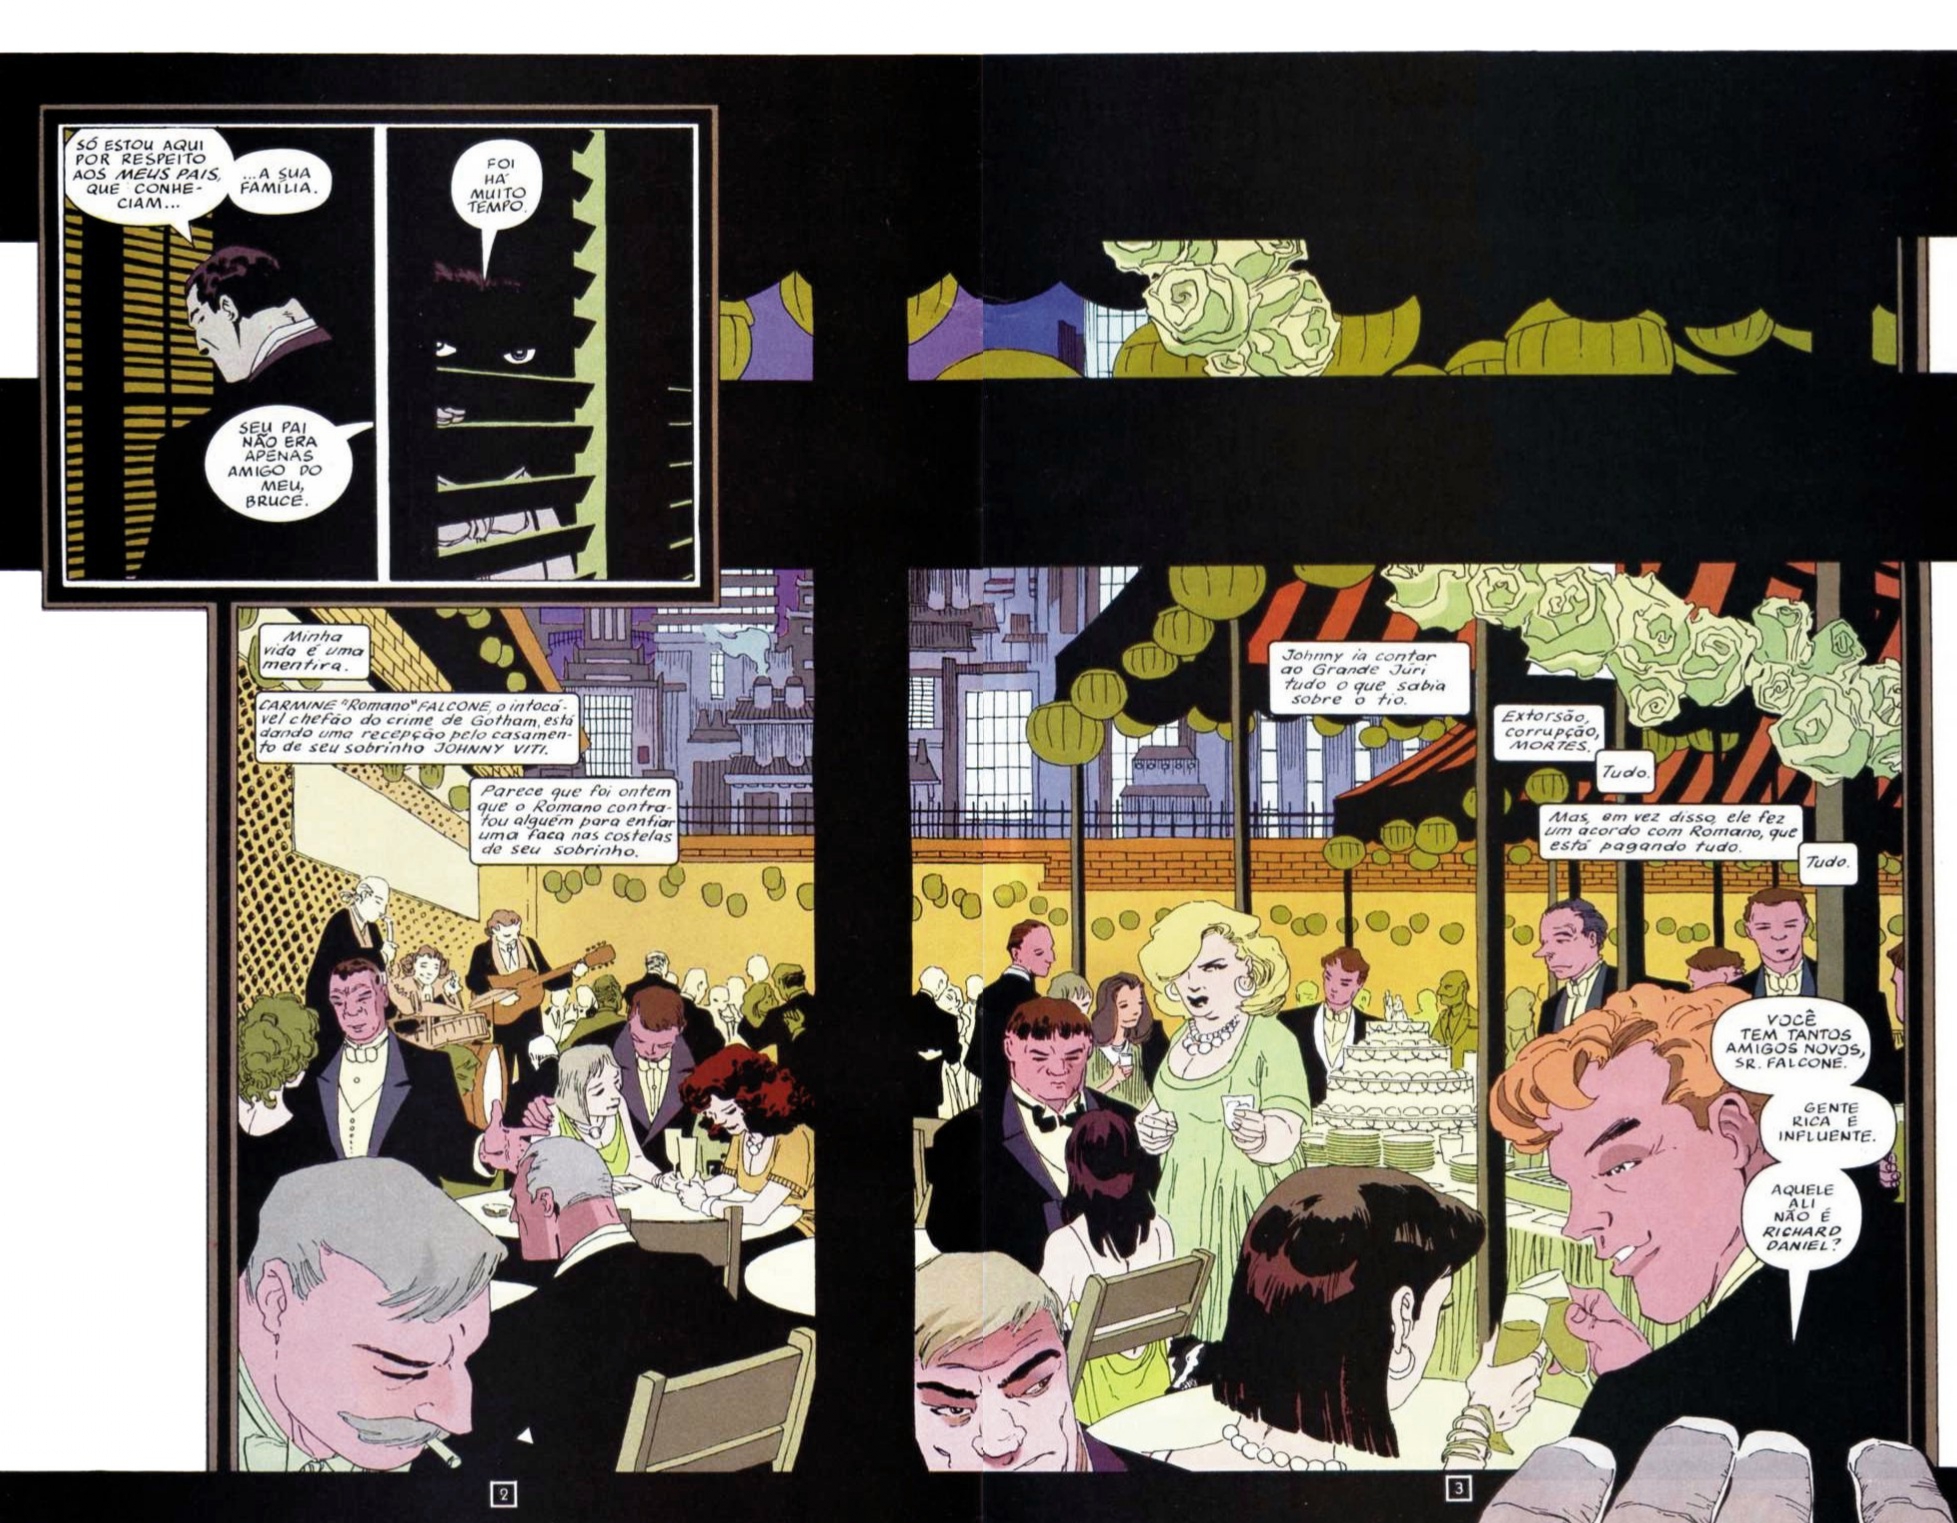 SÓ ESTOU AQUI
POR RESPEITO
AOS MEUS PAIS,
QUE CONHE-
CIAM...
...A SUA
FAMÍLIA.
SEU PAI
NÃO ERA
APENAS
AMIGO DO
MEU,
BRUCE.
FOI
HÁ
MUITO
TEMPO.
Minha
vida é uma
mentira.
CARMINE "Romano" FALCONE, o intocá-
vel chefão do crime de Gotham, está
dando uma recepção pelo casamen-
to de seu sobrinho JOHNNY VITI.
Parece que foi ontem
que o Romano contra-
tou alguém para enfiar
uma faca nas costelas
de seu sobrinho.
Johnny ia contar
ao Grande Júri
tudo o que sabia
sobre o tio.
Extorsão,
corrupção,
MORTES.
Tudo.
Mas, em vez disso, ele fez
um acordo com Romano, que
está pagando tudo.
Tudo.
VOCÊ
TEM TANTOS
AMIGOS NOVOS,
SR. FALCONE.
GENTE
RICA E
INFLUENTE.
AQUELE
ALI
NÃO É
RICHARD
DANIEL?
2
3